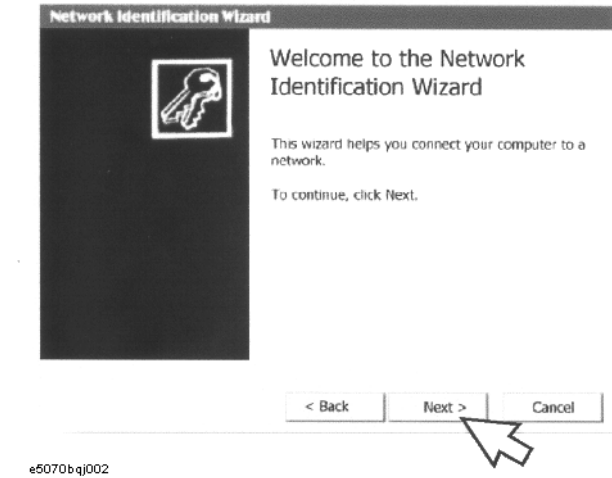 Network Identification Wizard
Welcome to the Network
Identification Wizard
This wizard helps you connect your computer to a
network.
To continue, click Next.
< Back
Next >
Cancel
e5070bqj002